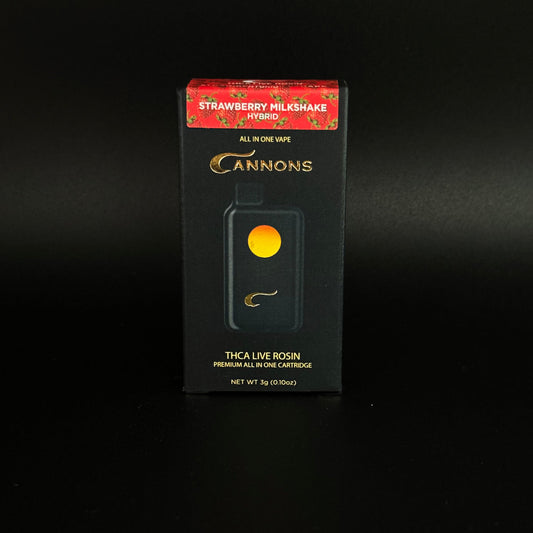 STRAWBERRY MILKSHAKE
HYBRID
ALL IN ONE VAPE
CANNONS
THCA LIVE ROSIN
PREMIUM ALL IN ONE CARTRIDGE
NET WT 3g (0.10oz)